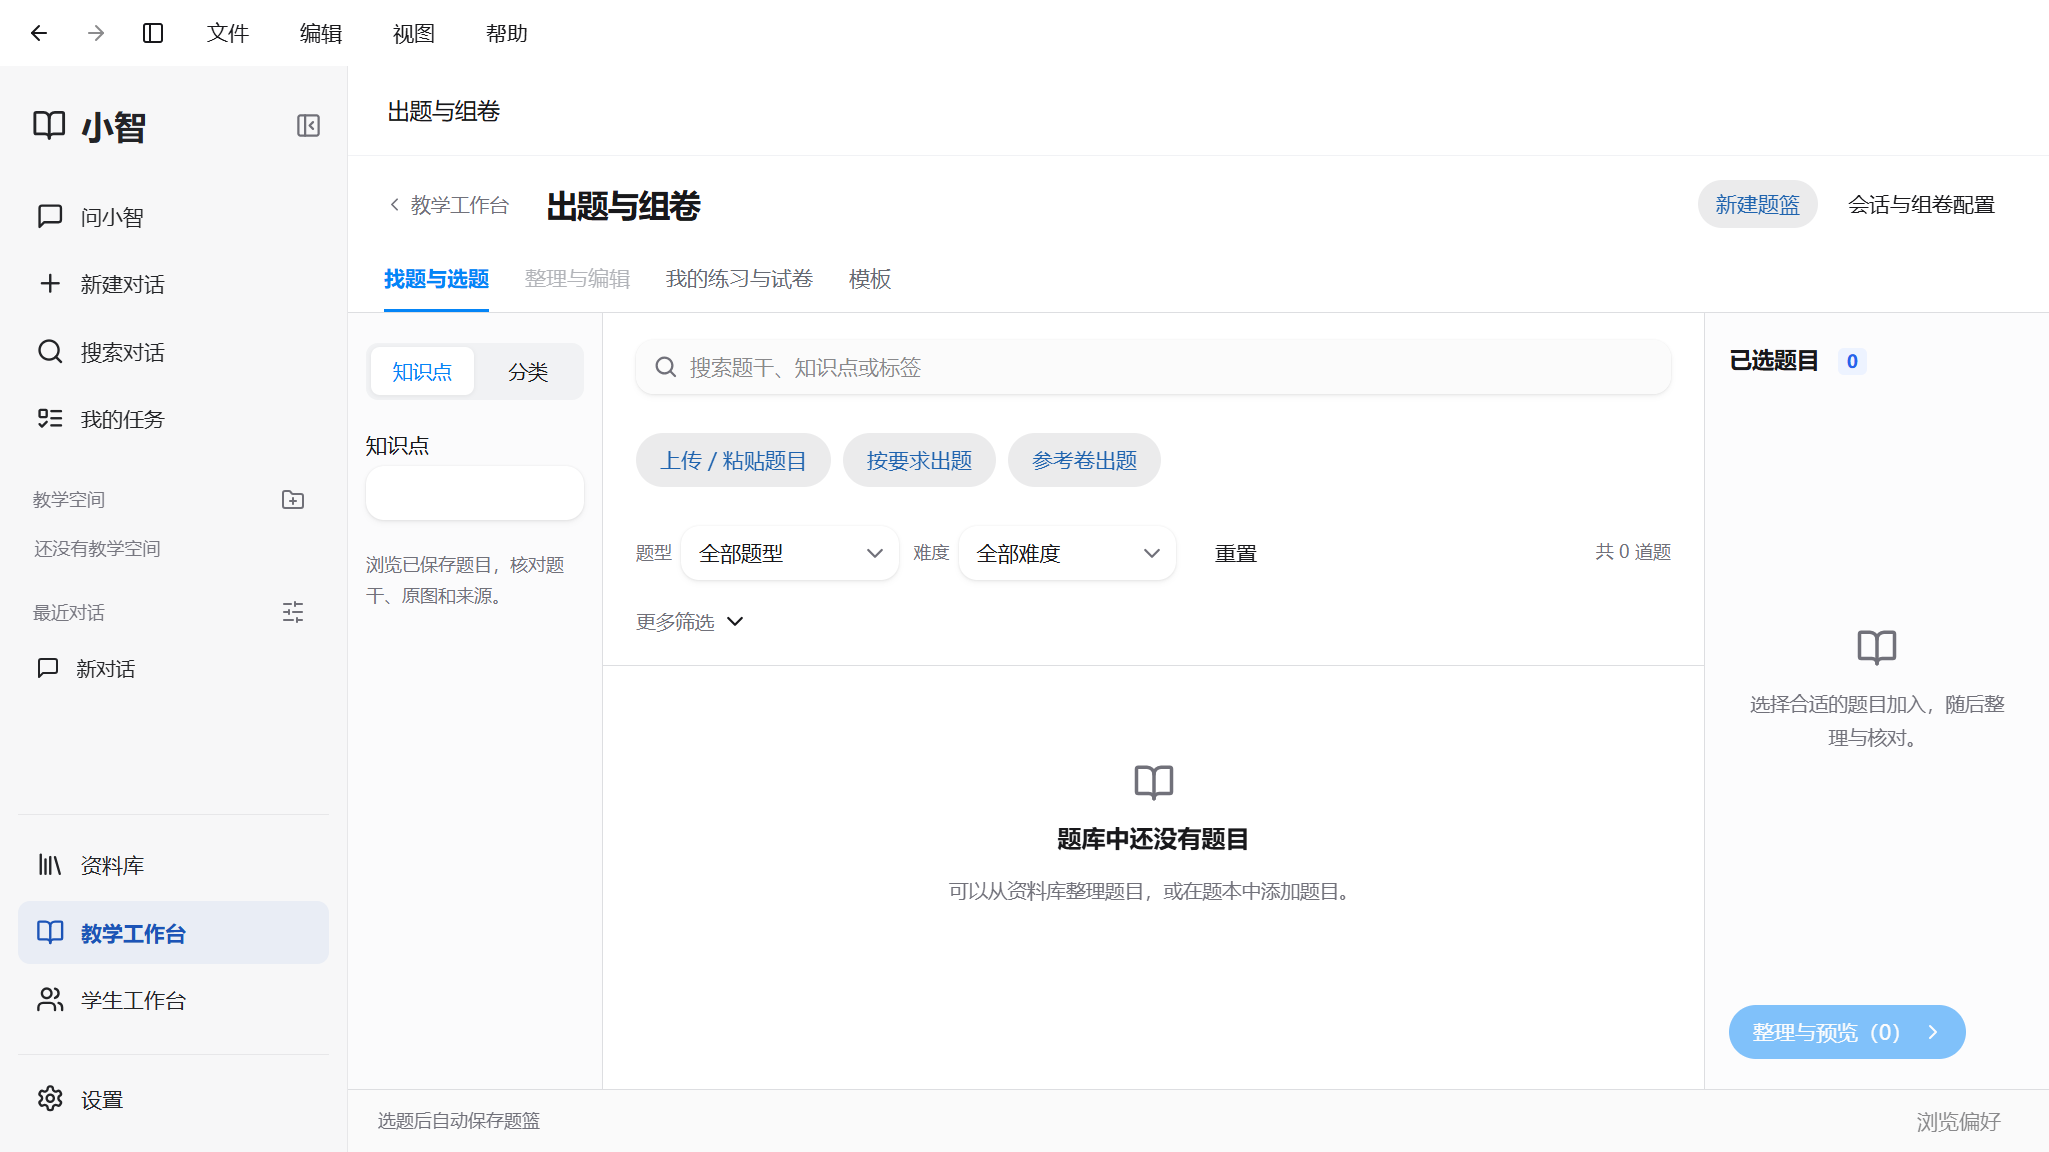 文件 编辑 视图 帮助
小智
问小智
新建对话
搜索对话
我的任务
教学空间
还没有教学空间
最近对话
新对话
资料库
教学工作台
学生工作台
设置
出题与组卷
教学工作台 出题与组卷 新建题篮 会话与组卷配置
找题与选题 整理与编辑 我的练习与试卷 模板
知识点 分类
知识点
浏览已保存题目，核对题
干、原图和来源。
搜索题干、知识点或标签
上传 / 粘贴题目 按要求出题 参考卷出题
题型 全部题型 难度 全部难度 重置 共 0 道题
更多筛选
题库中还没有题目
可以从资料库整理题目，或在题本中添加题目。
已选题目 0
选择合适的题目加入，随后整
理与核对。
整理与预览（0）
选题后自动保存题篮 浏览偏好